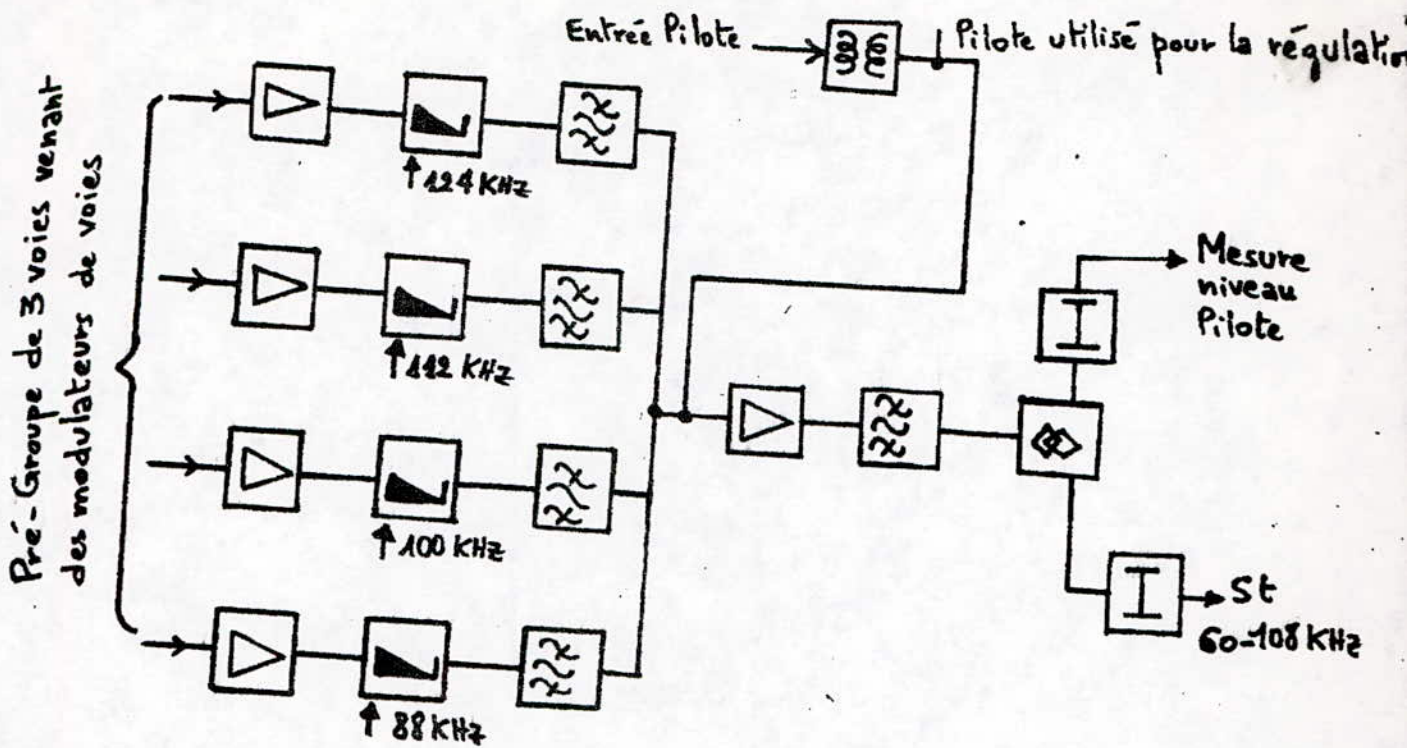 Entrée Pilote
Pilote utilisé pour la régulation
Pré-Groupe de 3 voies venant
des modulateurs de voies
124 KHz
112 KHz
100 KHz
88 KHz
Mesure
niveau
Pilote
St
60-108 KHz